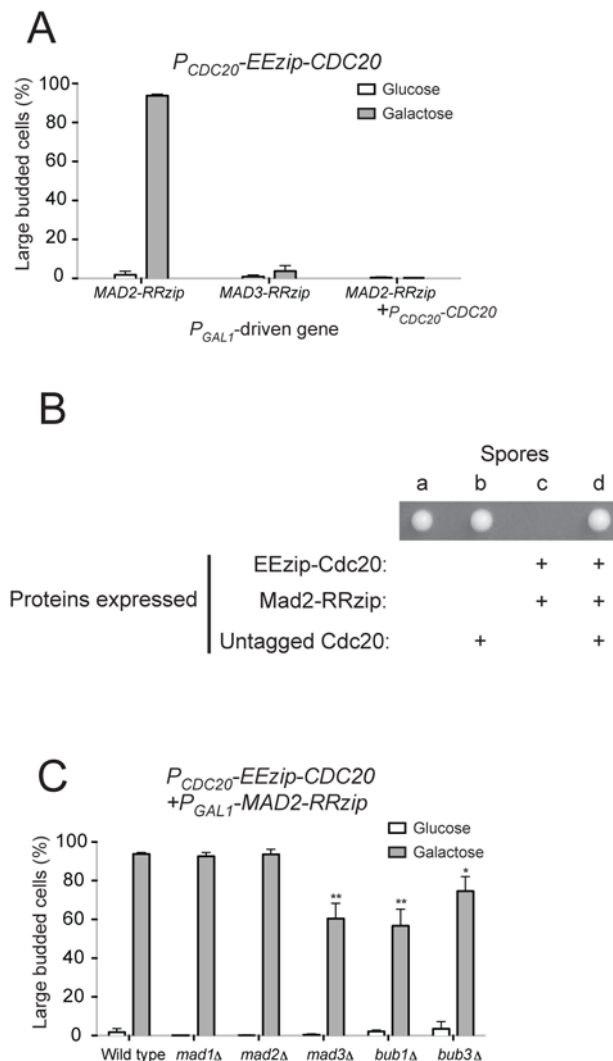 A
P_CDC20-EEzip-CDC20
Large budded cells (%)
100
80
60
40
20
0
Glucose
Galactose
MAD2-RRzip
MAD3-RRzip
MAD2-RRzip
+P_CDC20-CDC20
P_GAL1-driven gene
B
Spores
a b c d
Proteins expressed
EEzip-Cdc20: + +
Mad2-RRzip: + +
Untagged Cdc20: + +
C
P_CDC20-EEzip-CDC20
+P_GAL1-MAD2-RRzip
Large budded cells (%)
100
80
60
40
20
0
Glucose
Galactose
** ** *
Wild type mad1Δ mad2Δ mad3Δ bub1Δ bub3Δ